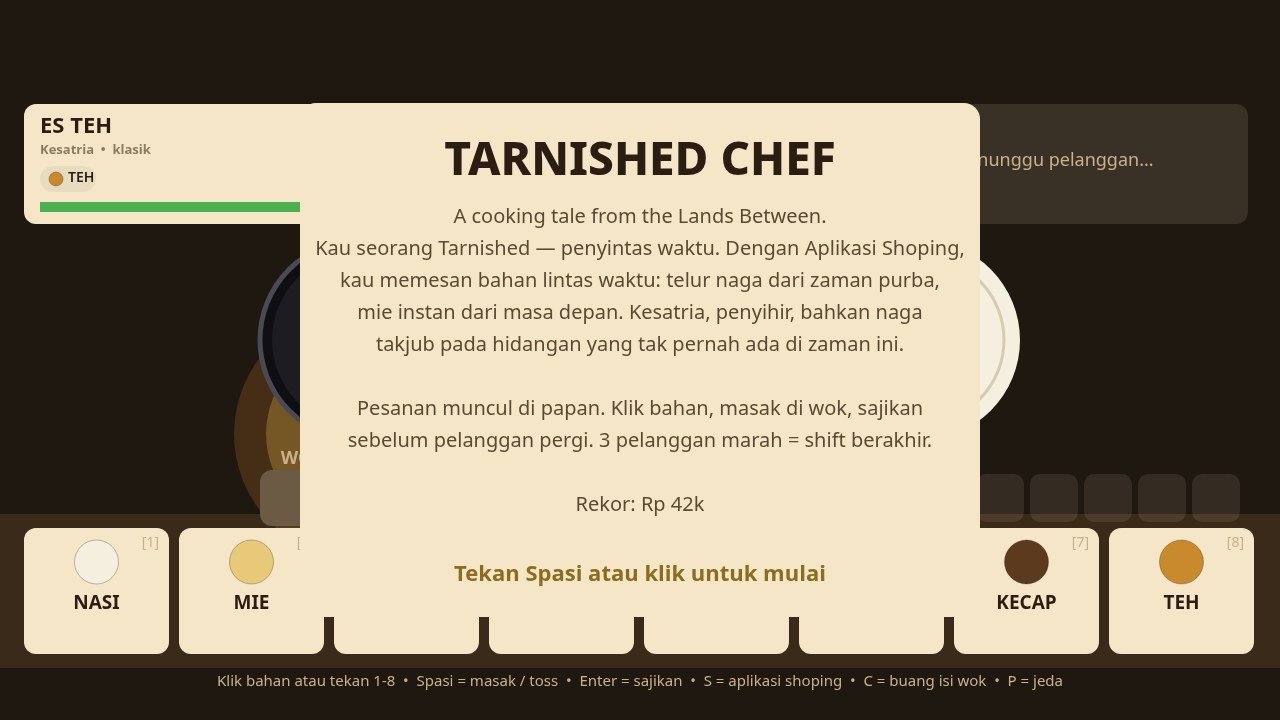 ES TEH
Kesatria • klasik
TEH
TARNISHED CHEF
A cooking tale from the Lands Between.
Kau seorang Tarnished — penyintas waktu. Dengan Aplikasi Shoping,
kau memesan bahan lintas waktu: telur naga dari zaman purba,
mie instan dari masa depan. Kesatria, penyihir, bahkan naga
takjub pada hidangan yang tak pernah ada di zaman ini.
Pesanan muncul di papan. Klik bahan, masak di wok, sajikan
sebelum pelanggan pergi. 3 pelanggan marah = shift berakhir.
Rekor: Rp 42k
Tekan Spasi atau klik untuk mulai
nunggu pelanggan...
[1]
NASI
MIE
[7]
KECAP
[8]
TEH
Klik bahan atau tekan 1-8 • Spasi = masak / toss • Enter = sajikan • S = aplikasi shoping • C = buang isi wok • P = jeda